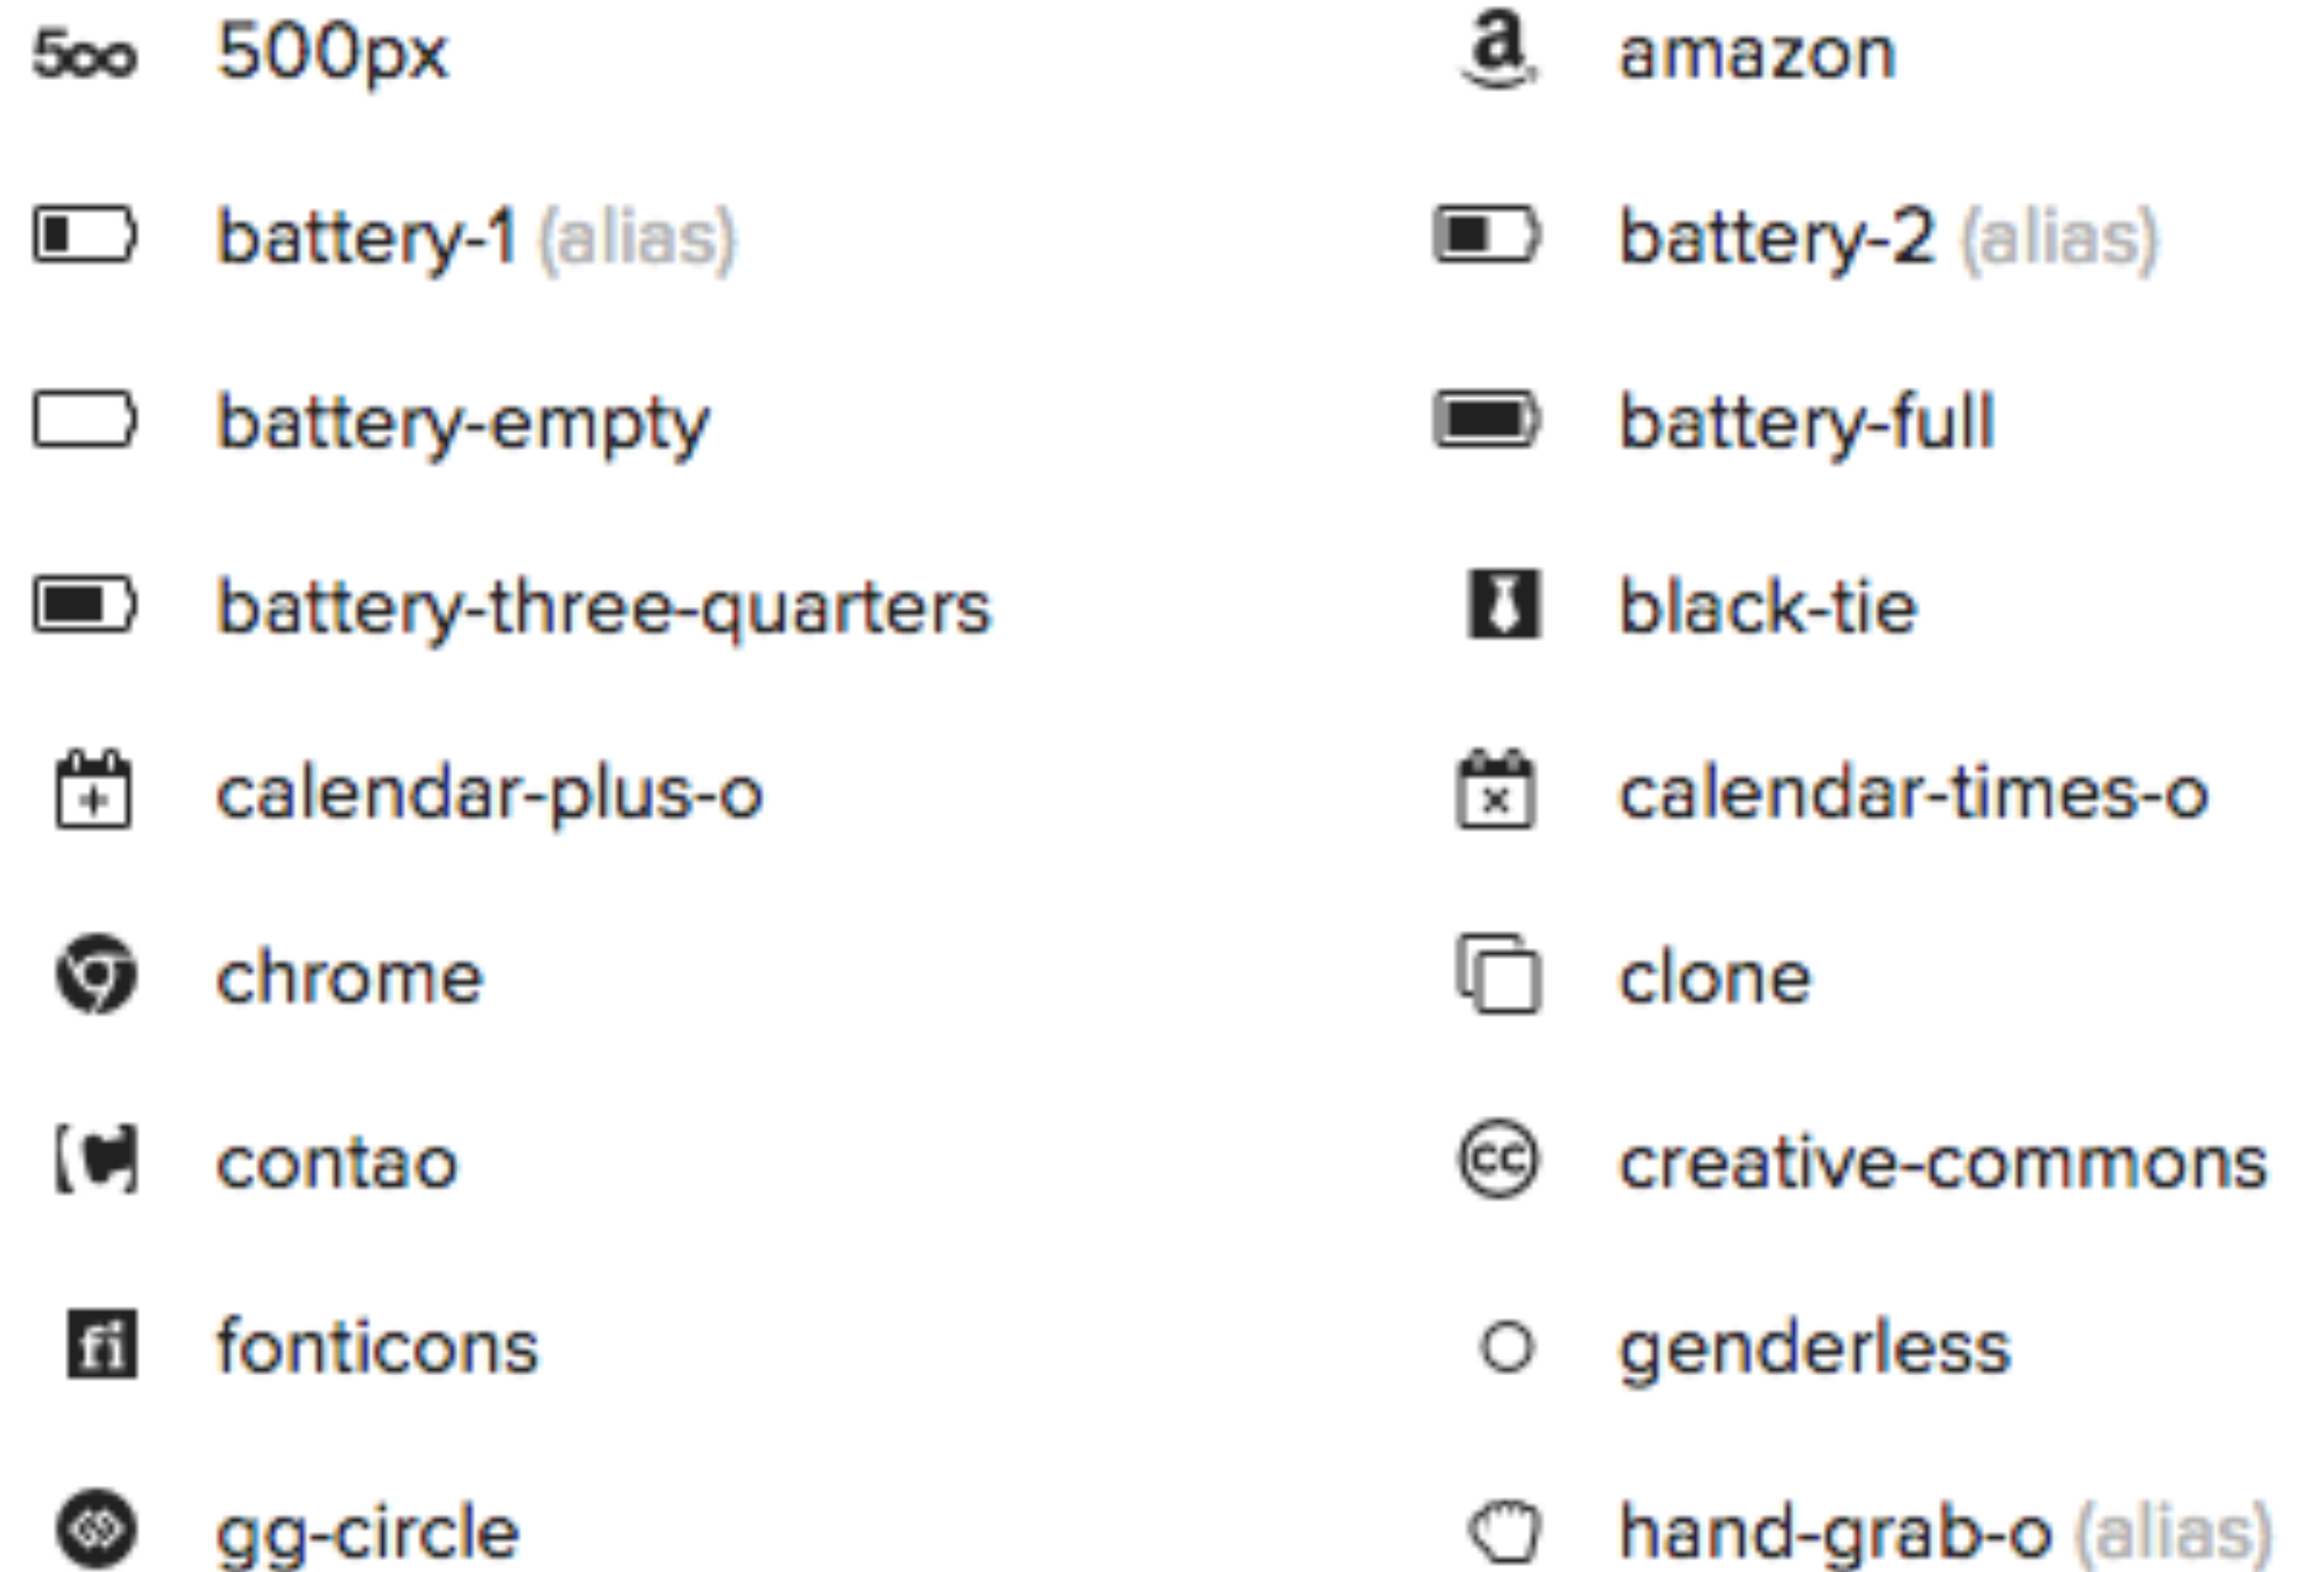 500px amazon
battery-1 (alias) battery-2 (alias)
battery-empty battery-full
battery-three-quarters black-tie
calendar-plus-o calendar-times-o
chrome clone
contao creative-commons
fonticons genderless
gg-circle hand-grab-o (alias)